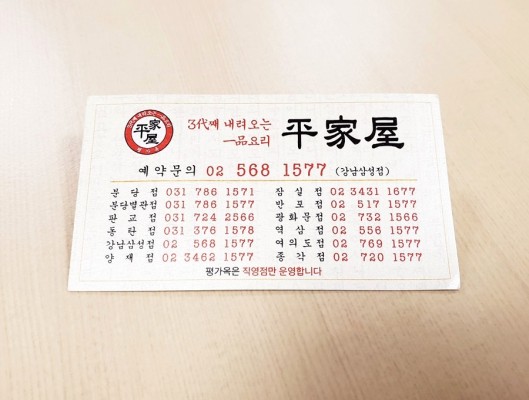 平家屋
3代째 내려오는
一品요리
平家屋
예약문의 02 568 1577 (강남삼성점)
분당점 031 786 1571
분당별관점 031 786 1577
판교점 031 724 2566
동탄점 031 376 1578
강남삼성점 02 568 1577
양재점 02 3462 1577
잠실점 02 3431 1677
반포점 02 517 1577
광화문점 02 732 1566
역삼점 02 556 1577
여의도점 02 769 1577
종각점 02 720 1577
평가옥은 직영점만 운영합니다